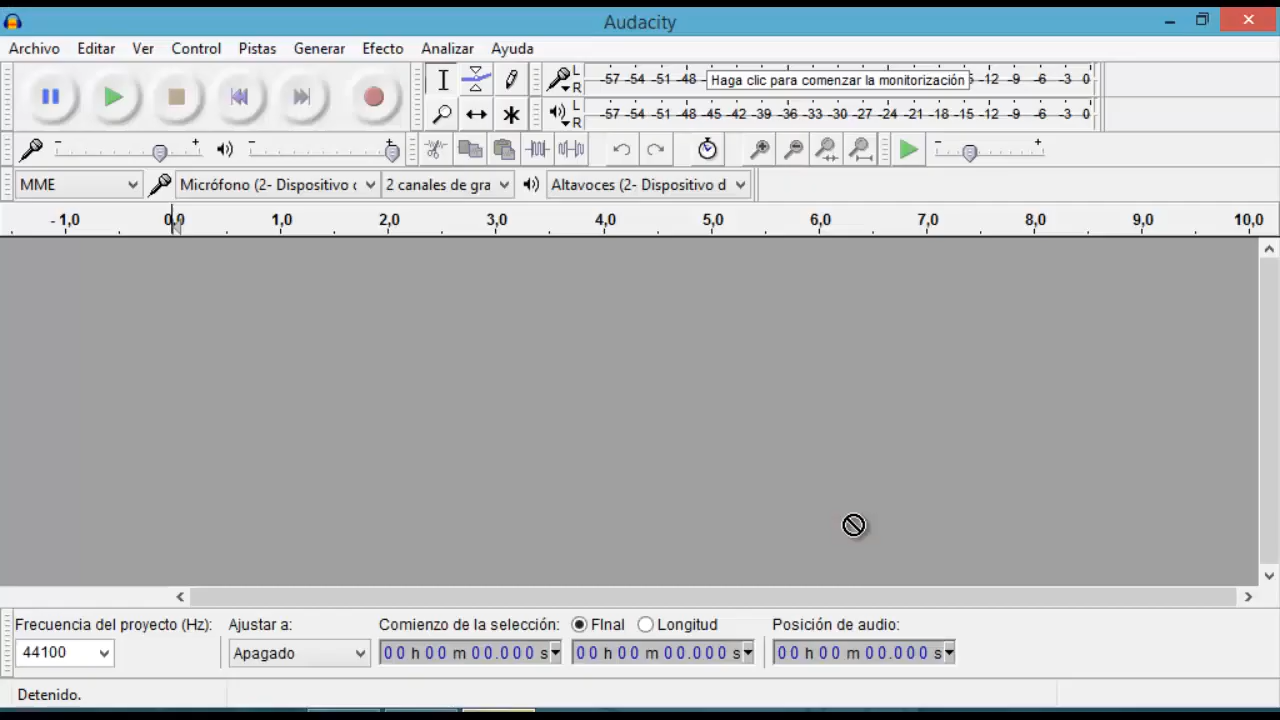 Audacity
Archivo Editar Ver Control Pistas Generar Efecto Analizar Ayuda
L R -57 -54 -51 -48 Haga clic para comenzar la monitorización -12 -9 -6 -3 0
L R -57 -54 -51 -48 -45 -42 -39 -36 -33 -30 -27 -24 -21 -18 -15 -12 -9 -6 -3 0
MME Micrófono (2- Dispositivo 2 canales de gra Altavoces (2- Dispositivo d
- 1,0 0,0 1,0 2,0 3,0 4,0 5,0 6,0 7,0 8,0 9,0 10,0
Frecuencia del proyecto (Hz): Ajustar a: Comienzo de la selección: FInal Longitud Posición de audio:
44100 Apagado 00 h 00 m 00.000 s 00 h 00 m 00.000 s 00 h 00 m 00.000 s
Detenido.